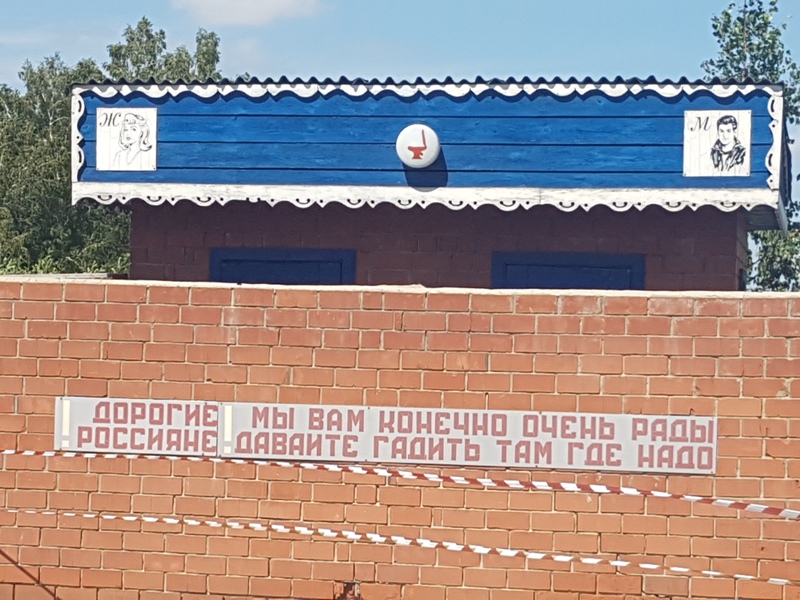 Ж
М
ДОРОГИЕ МЫ ВАМ КОНЕЧНО ОЧЕНЬ РАДЫ
РОССИЯНЕ! ДАВАИТЕ ГАДИТЬ ТАМ ГДЕ НАДО